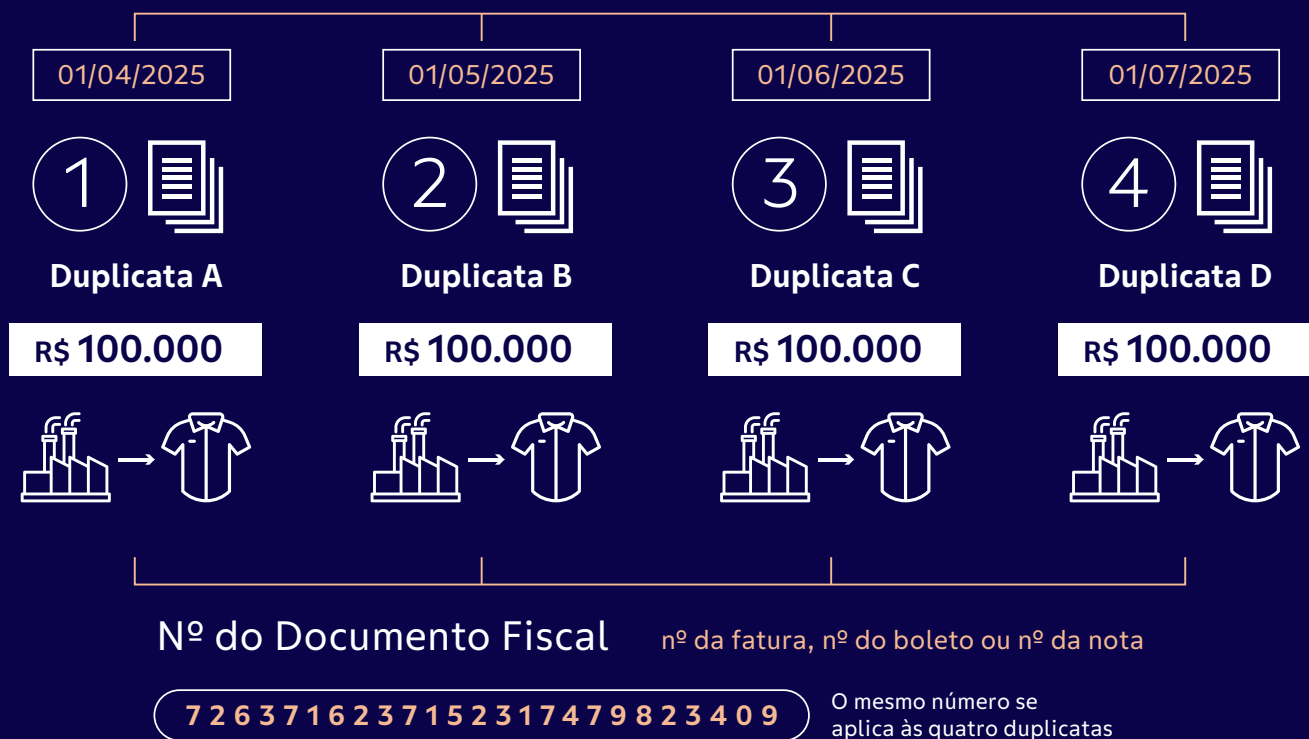 01/04/2025 01/05/2025 01/06/2025 01/07/2025
1 2 3 4
Duplicata A Duplicata B Duplicata C Duplicata D
R$ 100.000 R$ 100.000 R$ 100.000 R$ 100.000
Nº do Documento Fiscal nº da fatura, nº do boleto ou nº da nota
7 2 6 3 7 1 6 2 3 7 1 5 2 3 1 7 4 7 9 8 2 3 4 0 9
O mesmo número se
aplica às quatro duplicatas